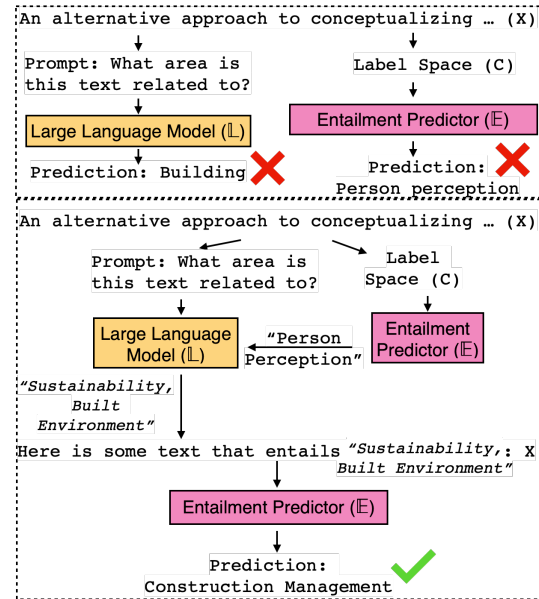 An alternative approach to conceptualizing … (X)
Prompt: What area is
this text related to?
Large Language Model (𝕃)
Prediction: Building
Label Space (C)
Entailment Predictor (𝔼)
Prediction:
Person perception
An alternative approach to conceptualizing … (X)
Prompt: What area is
this text related to?
Label
Space (C)
Large Language
Model (𝕃)
“Person
Perception”
Entailment
Predictor (𝔼)
“Sustainability,
Built
Environment”
Here is some text that entails “Sustainability, : X
Built Environment”
Entailment Predictor (𝔼)
Prediction:
Construction Management